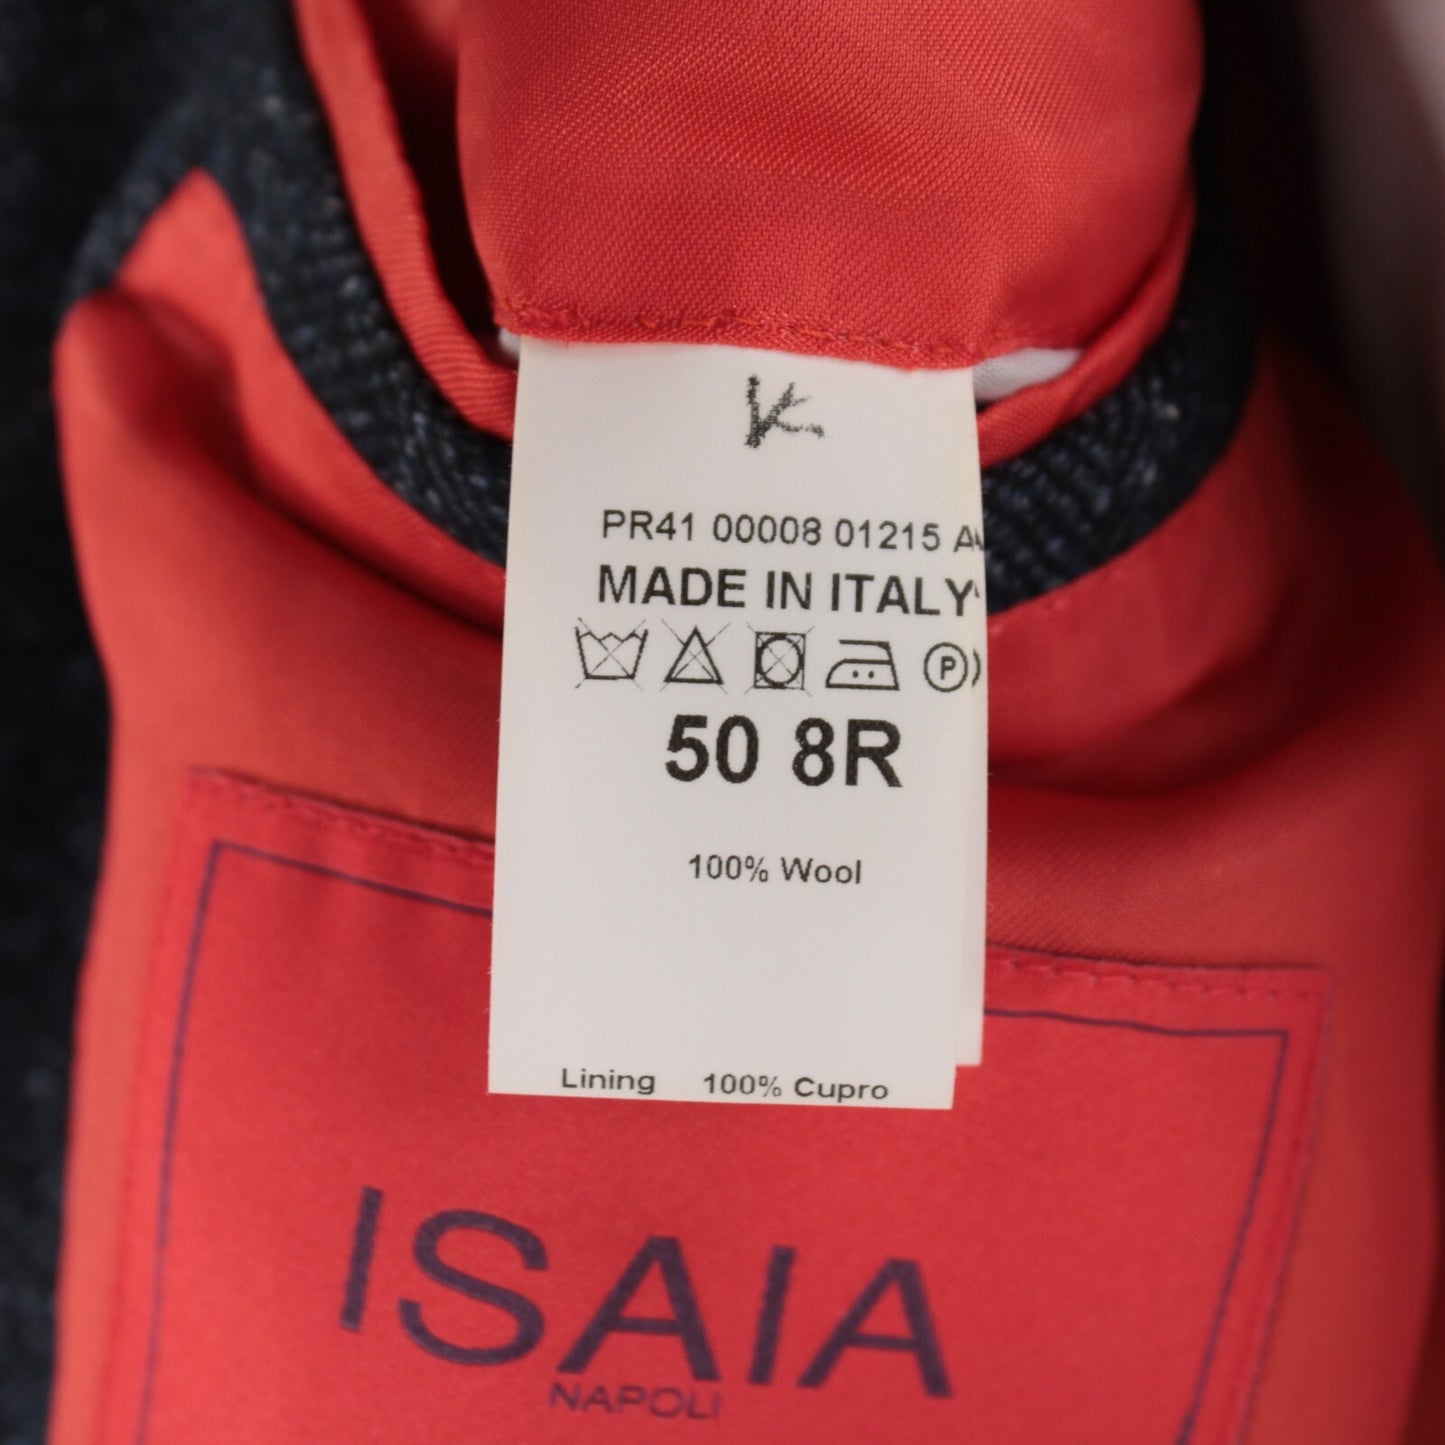 K
PR41 00008 01215
MADE IN ITALY
P
50 8R
100% Wool
Lining 100% Cupro
ISAIA
NAPOLI